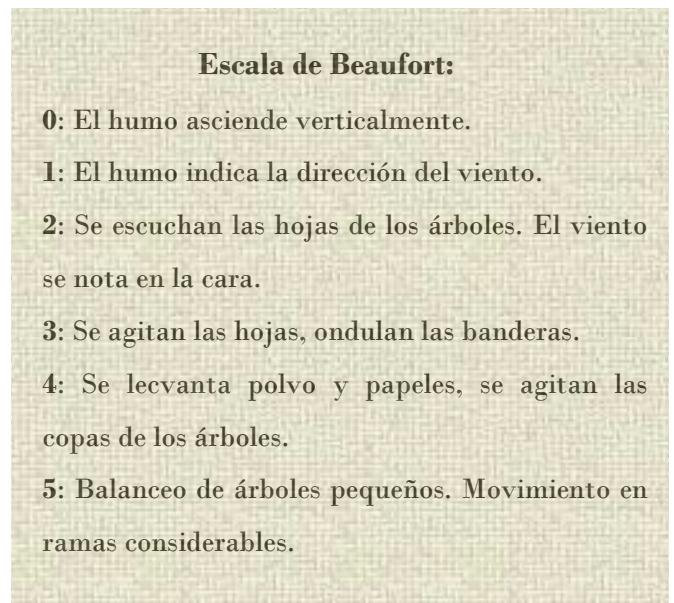 Escala de Beaufort:
0: El humo asciende verticalmente.
1: El humo indica la dirección del viento.
2: Se escuchan las hojas de los árboles. El viento
se nota en la cara.
3: Se agitan las hojas, ondulan las banderas.
4: Se lecvanta polvo y papeles, se agitan las
copas de los árboles.
5: Balanceo de árboles pequeños. Movimiento en
ramas considerables.